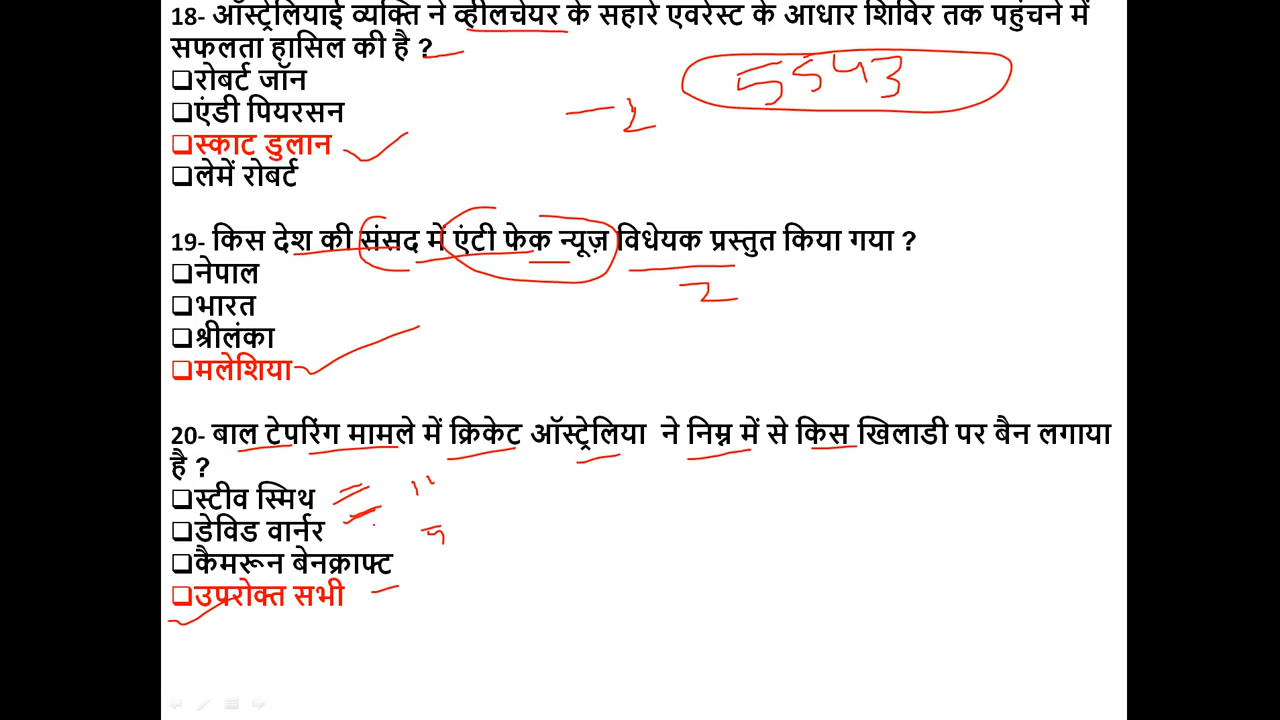 18- ऑस्ट्रेलियाई व्यक्ति ने व्हीलचेयर के सहारे एवरेस्ट के आधार शिविर तक पहुंचने में
सफलता हासिल की है ?
❑रोबर्ट जॉन
5543
❑एंडी पियरसन
❑स्काट डुलान
❑लेमें रोबर्ट
19- किस देश की संसद में एंटी फेक न्यूज़ विधेयक प्रस्तुत किया गया ?
❑नेपाल
❑भारत
❑श्रीलंका
❑मलेशिया
20- बाल टेपरिंग मामले में क्रिकेट ऑस्ट्रेलिया ने निम्न में से किस खिलाडी पर बैन लगाया
है ?
❑स्टीव स्मिथ
❑डेविड वार्नर
❑कैमरून बेनक्राफ्ट
❑उपरोक्त सभी